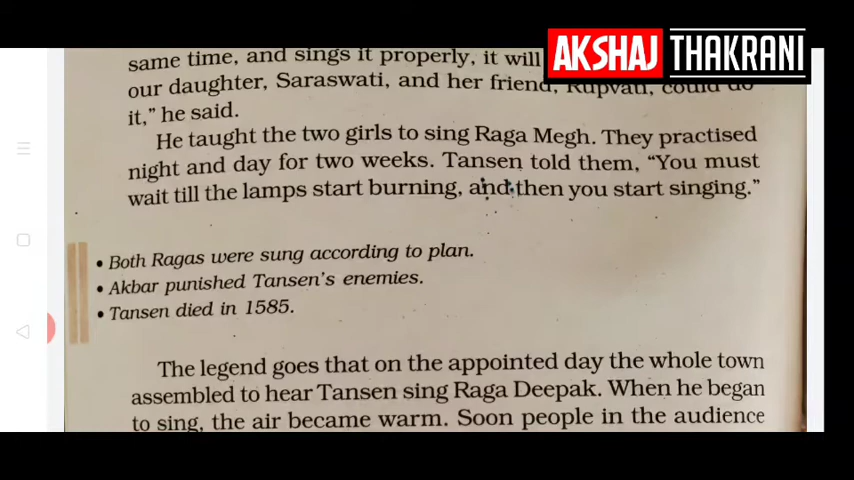 AKSHAJ THAKRANI
same time, and sings it properly, it will
our daughter, Saraswati, and her friend, Rupvati, could do
it,” he said.
He taught the two girls to sing Raga Megh. They practised
night and day for two weeks. Tansen told them, “You must
wait till the lamps start burning, and then you start singing.”
• Both Ragas were sung according to plan.
• Akbar punished Tansen's enemies.
• Tansen died in 1585.
The legend goes that on the appointed day the whole town
assembled to hear Tansen sing Raga Deepak. When he began
to sing, the air became warm. Soon people in the audience